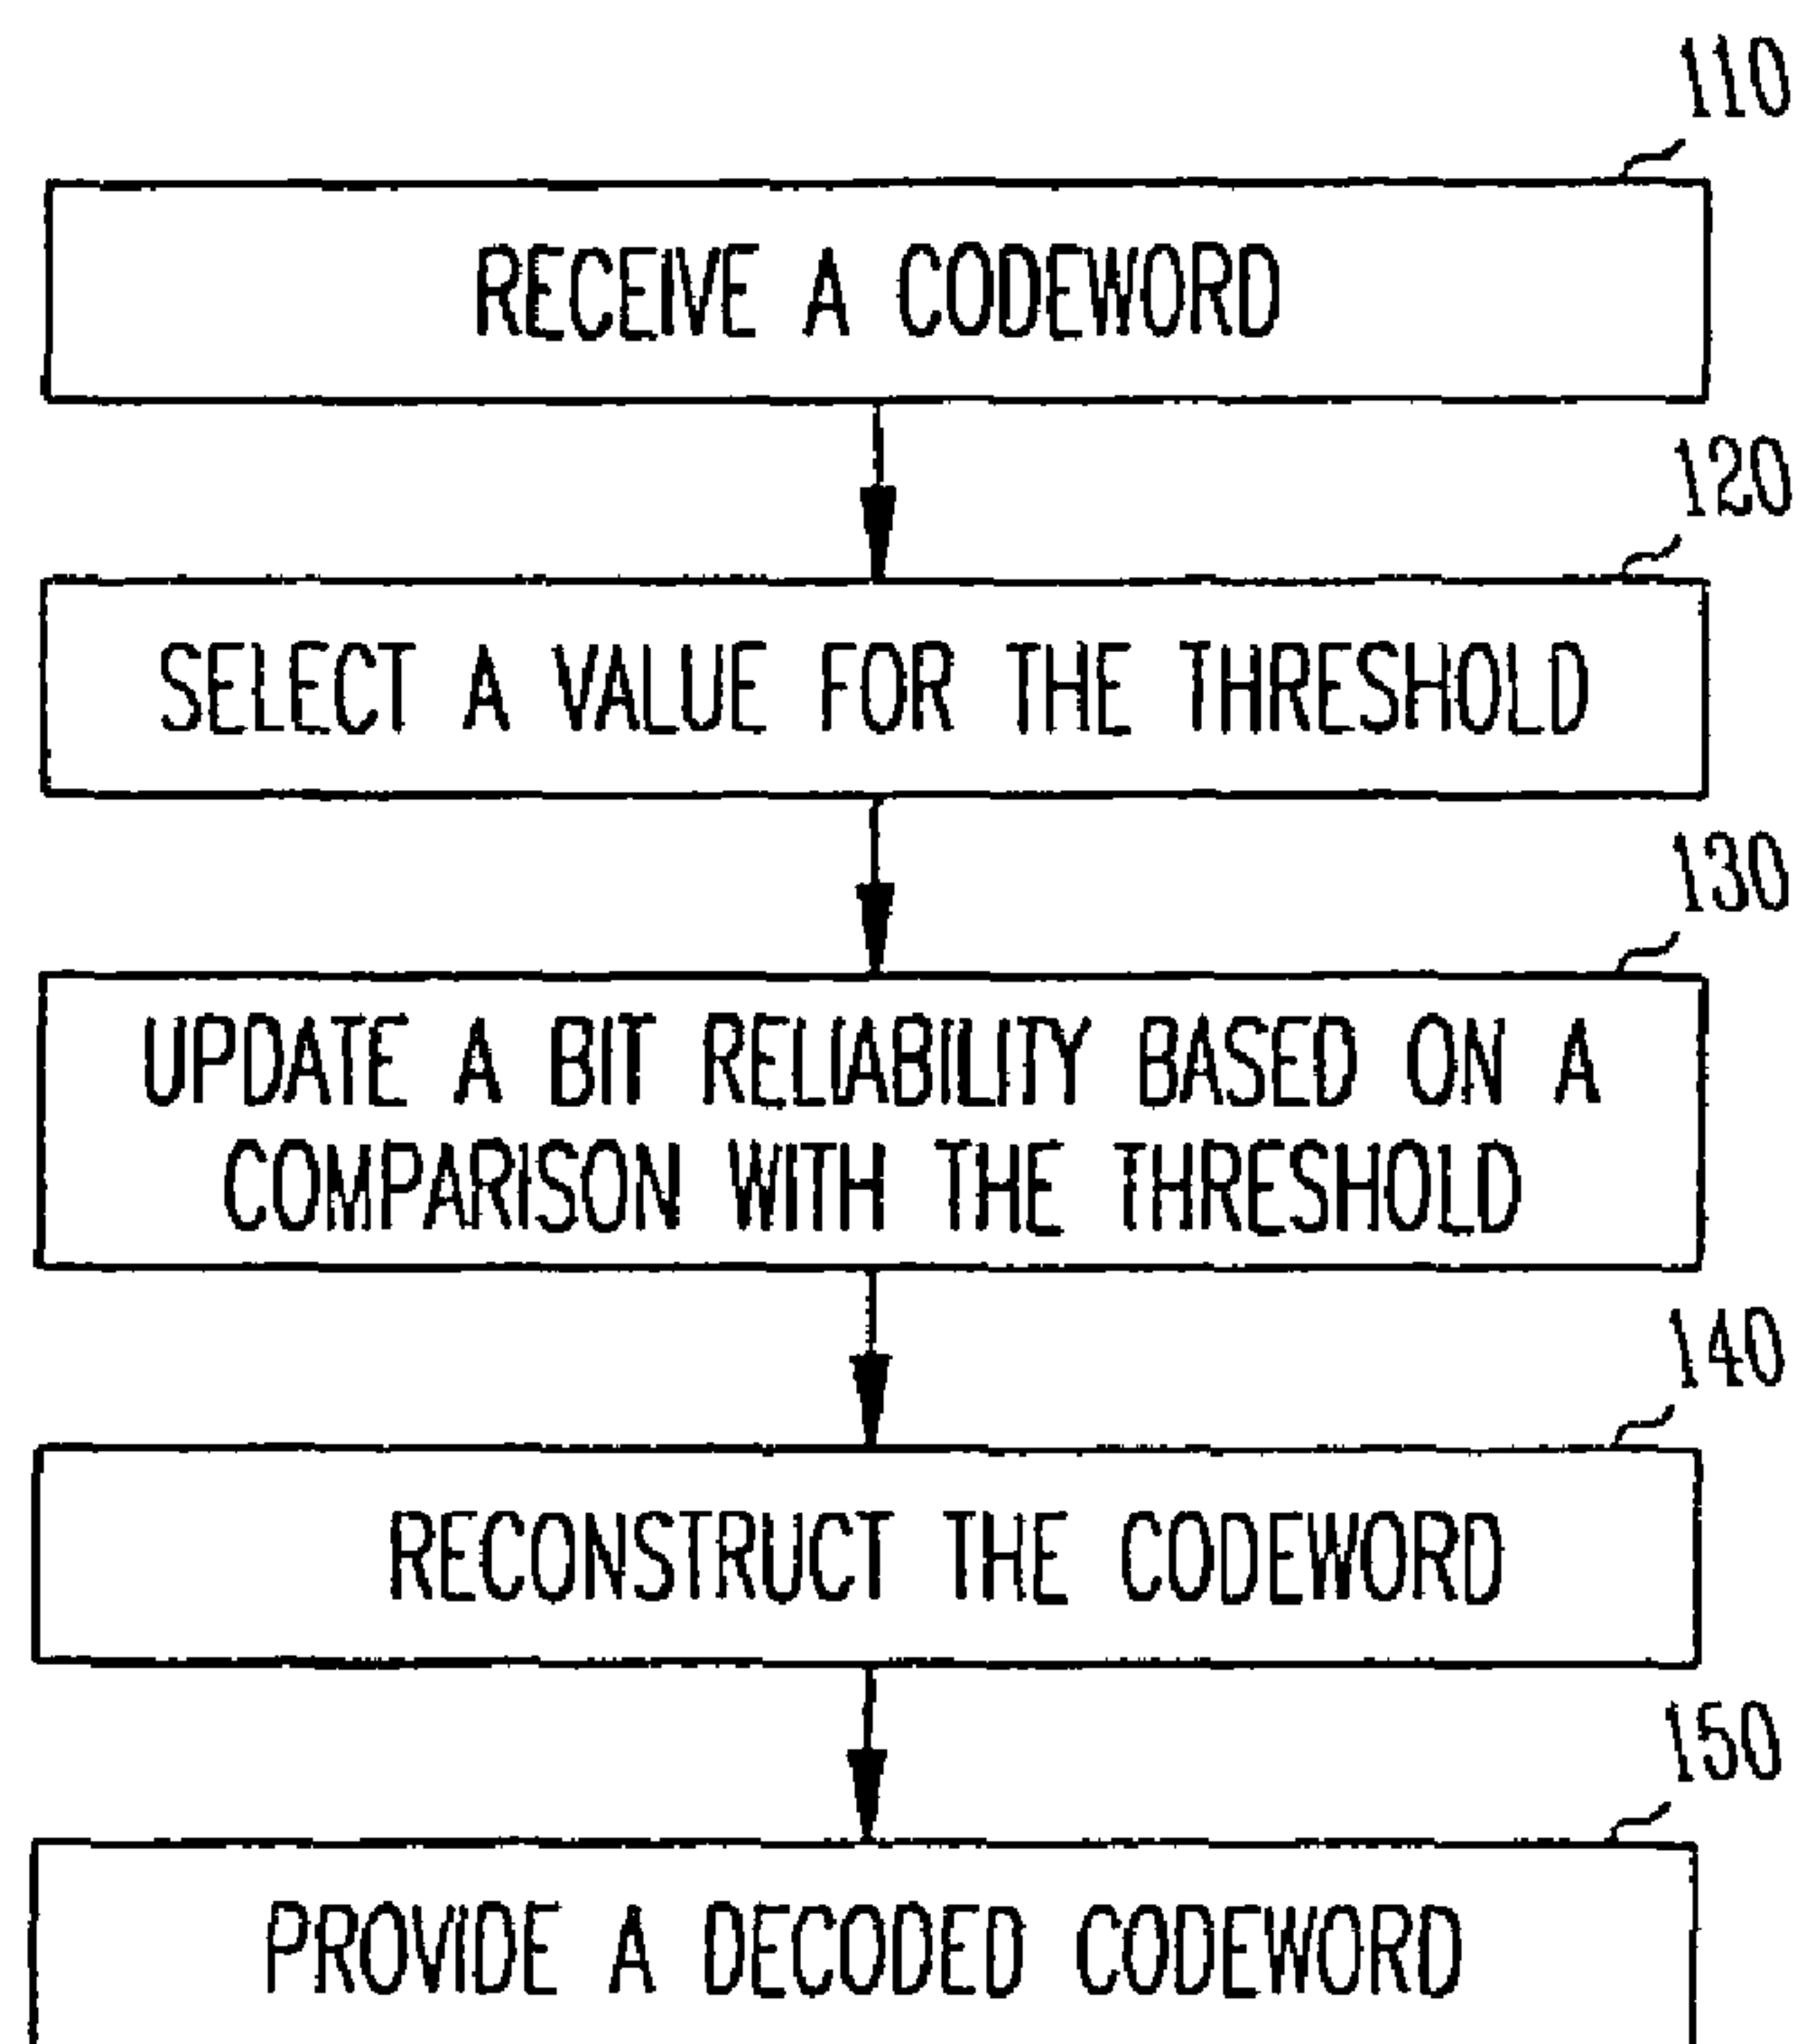 110
RECEIVE A CODEWORD
120
SELECT A VALUE FOR THE THRESHOLD
130
UPDATE A BIT RELIABILITY BASED ON A
COMPARISON WITH THE THRESHOLD
140
RECONSTRUCT THE CODEWORD
150
PROVIDE A DECODED CODEWORD